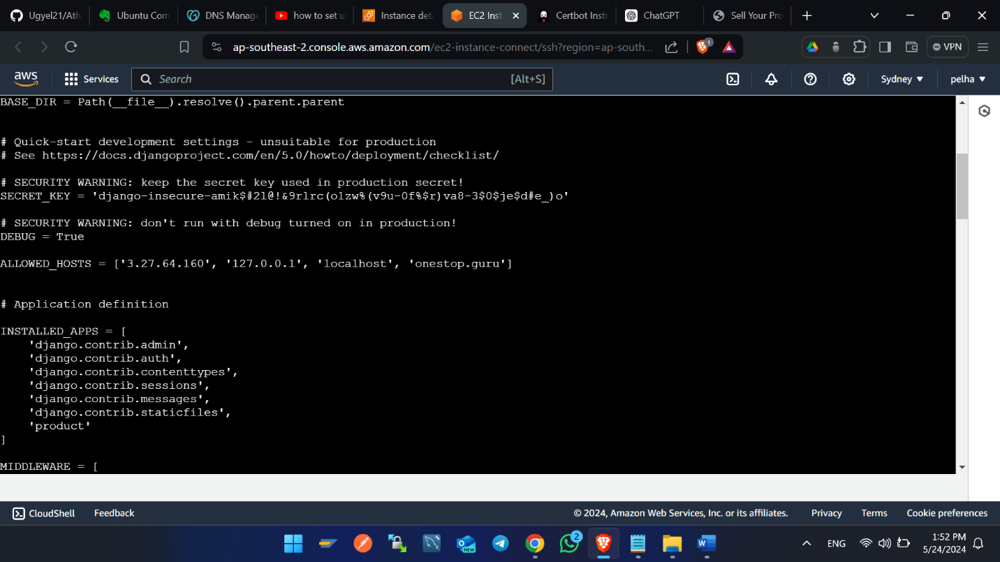 Ugyel21/Ath
Ubuntu Com
DNS Manage
how to set u
Instance deta
EC2 Inst
Certbot Instr
ChatGPT
Sell Your Pro
ap-southeast-2.console.aws.amazon.com/ec2-instance-connect/ssh?region=ap-south...
1
VPN
aws
Services
Search
[Alt+S]
Sydney
pelha
BASE_DIR = Path(__file__).resolve().parent.parent
# Quick-start development settings - unsuitable for production
# See https://docs.djangoproject.com/en/5.0/howto/deployment/checklist/
# SECURITY WARNING: keep the secret key used in production secret!
SECRET_KEY = 'django-insecure-amik$#2l@!&9rlrc(o1zw%(v9u-0f%$r)va8-3$0$je$d#e_)o'
# SECURITY WARNING: don't run with debug turned on in production!
DEBUG = True
ALLOWED_HOSTS = ['3.27.64.160', '127.0.0.1', 'localhost', 'onestop.guru']
# Application definition
INSTALLED_APPS = [
    'django.contrib.admin',
    'django.contrib.auth',
    'django.contrib.contenttypes',
    'django.contrib.sessions',
    'django.contrib.messages',
    'django.contrib.staticfiles',
    'product'
]
MIDDLEWARE = [
CloudShell
Feedback
© 2024, Amazon Web Services, Inc. or its affiliates.
Privacy
Terms
Cookie preferences
NEW
2
ENG
1:52 PM
5/24/2024